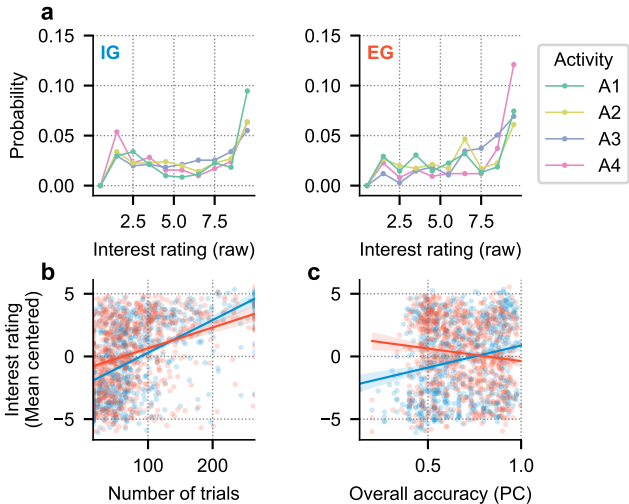 a
IG
EG
Probability
0.15
0.10
0.05
0.00
2.5
5.0
7.5
Interest rating (raw)
0.15
0.10
0.05
0.00
2.5
5.0
7.5
Interest rating (raw)
Activity
A1
A2
A3
A4
b
Interest rating
(Mean centered)
5
0
−5
100
200
Number of trials
c
5
0
−5
0.5
1.0
Overall accuracy (PC)